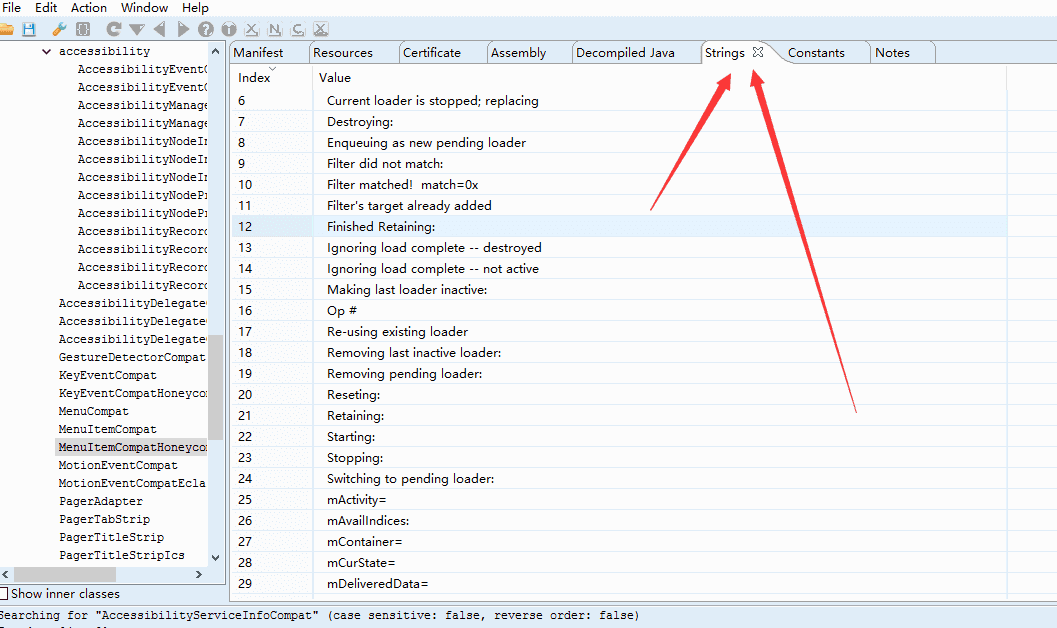 File Edit Action Window Help
accessibility
AccessibilityEventC
AccessibilityEventC
AccessibilityManage
AccessibilityManage
AccessibilityNodeIn
AccessibilityNodeIn
AccessibilityNodeIn
AccessibilityNodePr
AccessibilityNodePr
AccessibilityRecord
AccessibilityRecord
AccessibilityRecord
AccessibilityRecord
AccessibilityDelegate
AccessibilityDelegate
AccessibilityDelegate
GestureDetectorCompat
KeyEventCompat
KeyEventCompatHoneyco
MenuCompat
MenuItemCompat
MenuItemCompatHoneyco
MotionEventCompat
MotionEventCompatEcla
PagerAdapter
PagerTabStrip
PagerTitleStrip
PagerTitleStripIcs
Show inner classes
Manifest Resources Certificate Assembly Decompiled Java Strings Constants Notes
Index Value
6 Current loader is stopped; replacing
7 Destroying:
8 Enqueuing as new pending loader
9 Filter did not match:
10 Filter matched! match=0x
11 Filter's target already added
12 Finished Retaining:
13 Ignoring load complete -- destroyed
14 Ignoring load complete -- not active
15 Making last loader inactive:
16 Op #
17 Re-using existing loader
18 Removing last inactive loader:
19 Removing pending loader:
20 Reseting:
21 Retaining:
22 Starting:
23 Stopping:
24 Switching to pending loader:
25 mActivity=
26 mAvailIndices:
27 mContainer=
28 mCurState=
29 mDeliveredData=
Searching for "AccessibilityServiceInfoCompat" (case sensitive: false, reverse order: false)